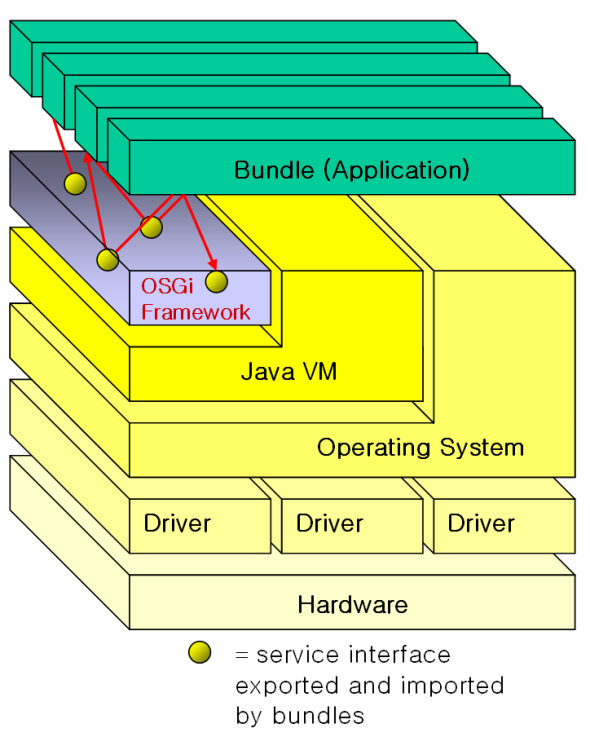 Bundle (Application)
OSGi
Framework
Java VM
Operating System
Driver
Driver
Driver
Hardware
= service interface
exported and imported
by bundles